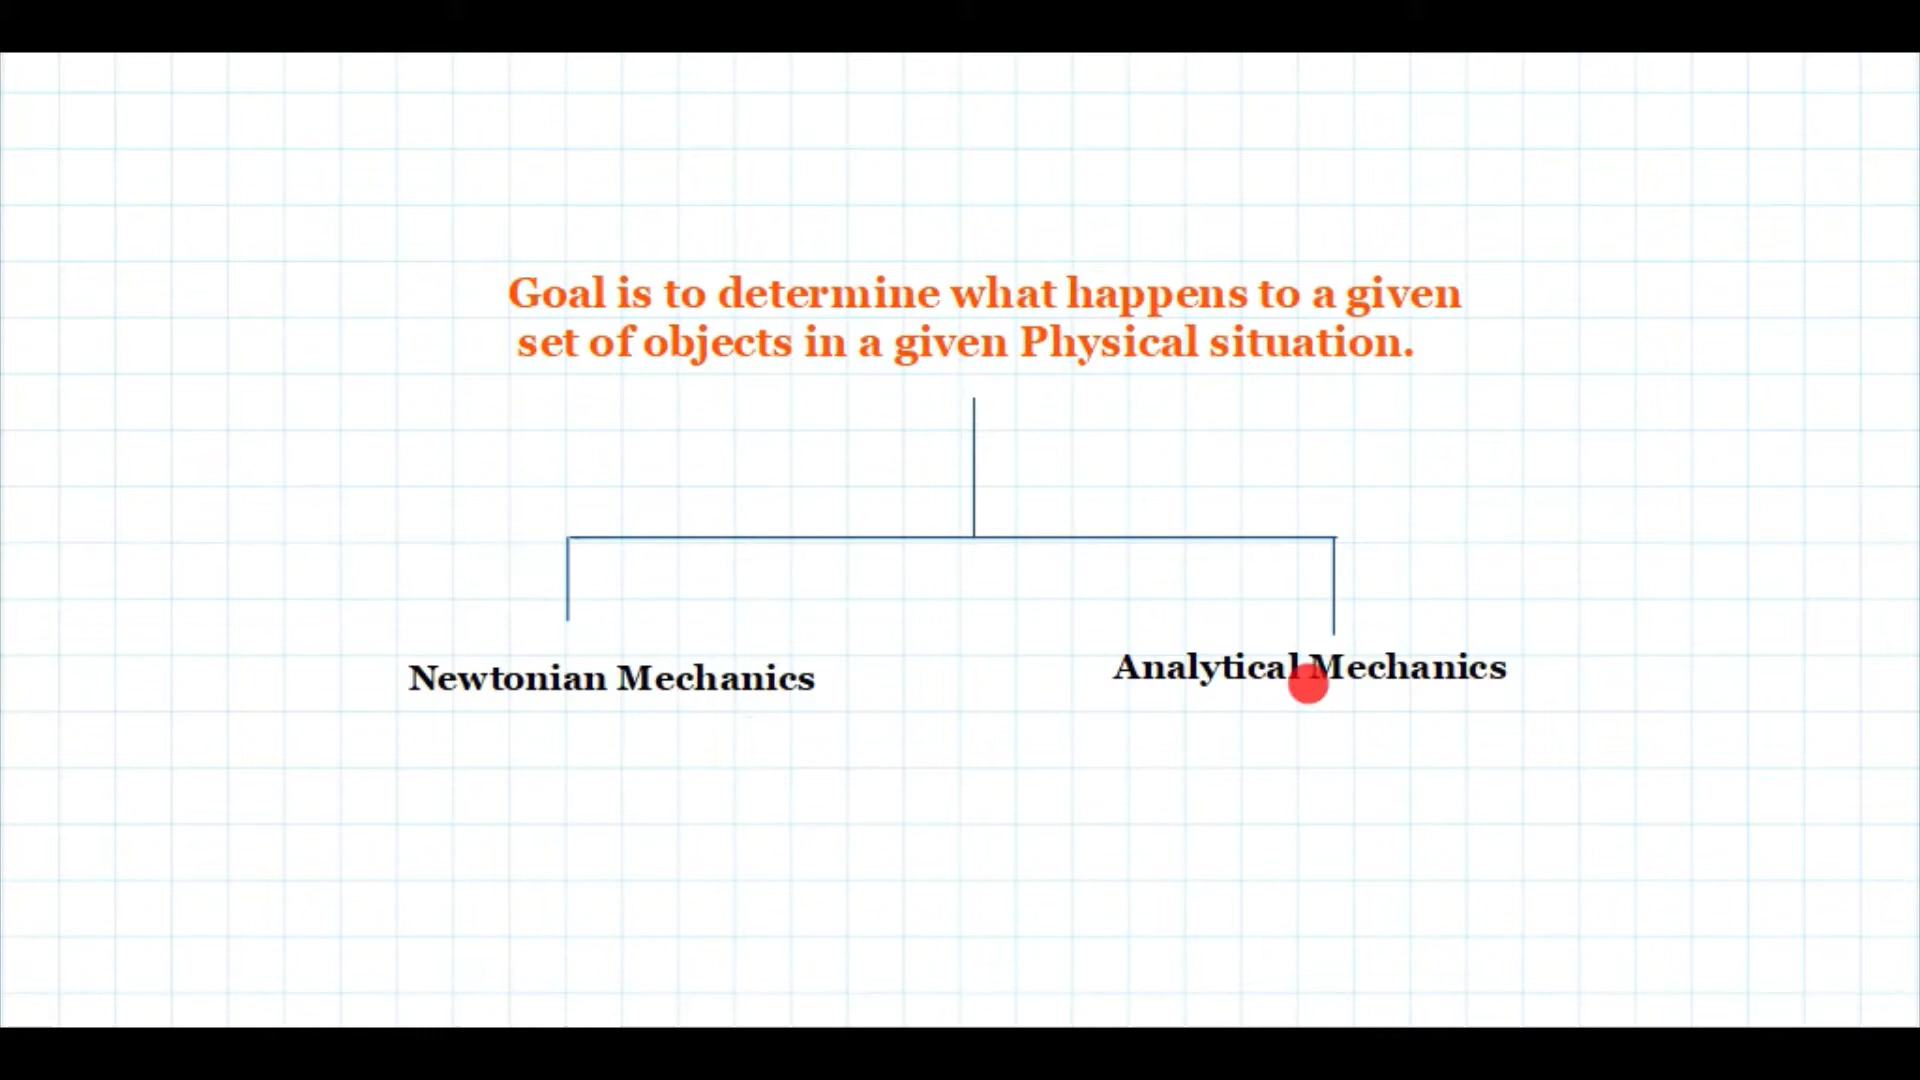 Goal is to determine what happens to a given
set of objects in a given Physical situation.
Newtonian Mechanics
Analytical Mechanics